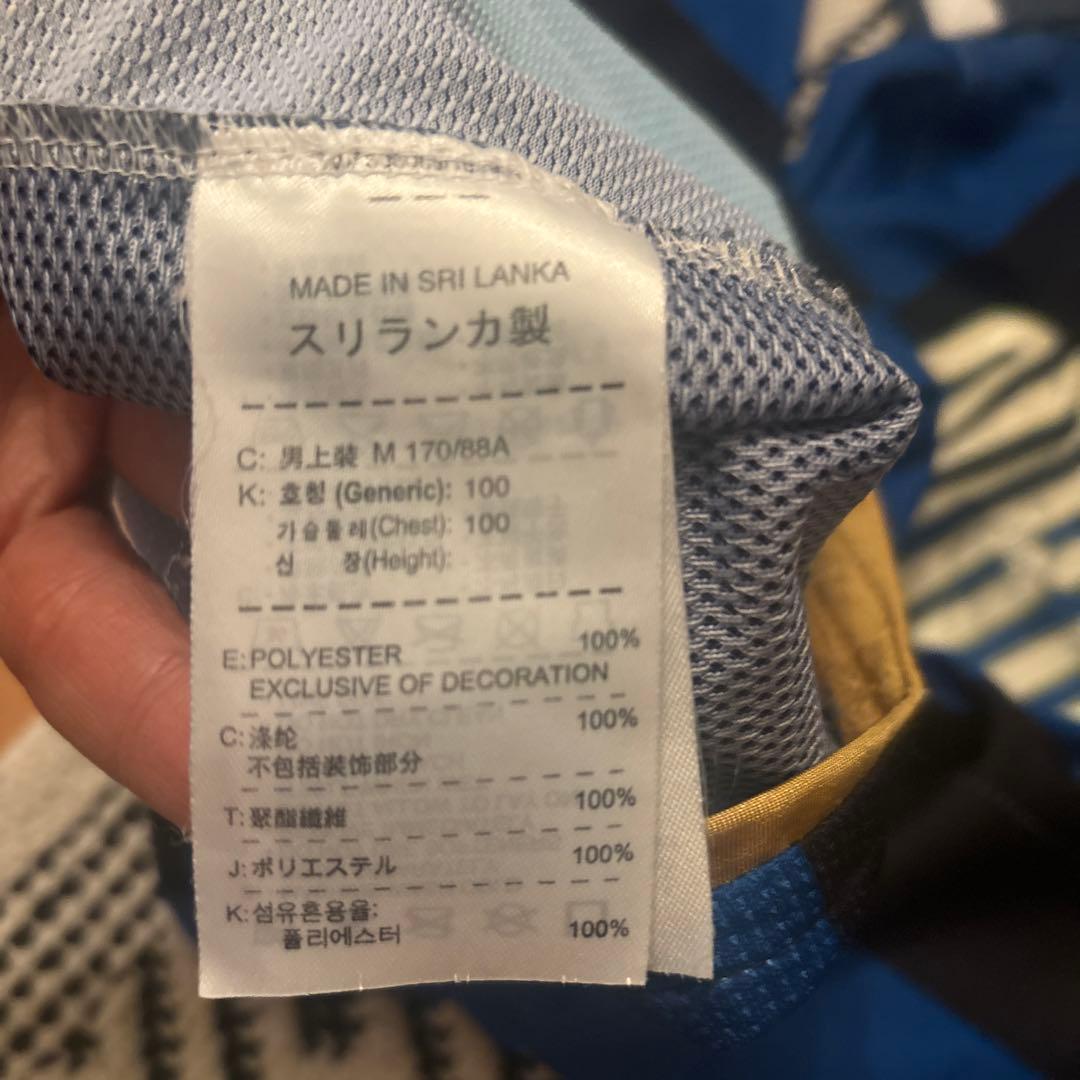 MADE IN SRI LANKA
スリランカ製
C: 男上裝 M 170/88A
K: 호칭 (Generic): 100
가슴둘레(Chest): 100
신 장(Height):
E: POLYESTER 100%
EXCLUSIVE OF DECORATION
C: 涤纶 100%
不包括装饰部分
T: 聚酯纖維 100%
J: ポリエステル 100%
K: 섬유혼용율:
폴리에스터 100%